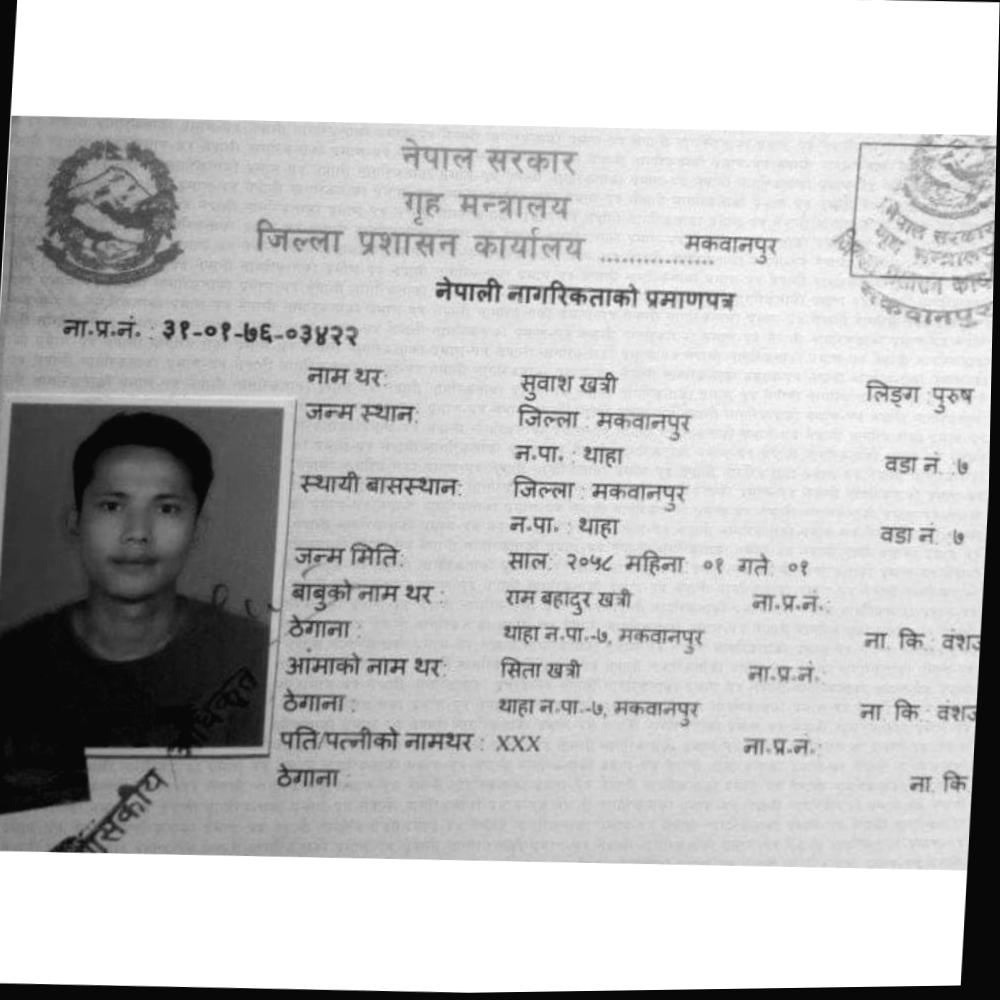 नेपाल सरकार
गृह मन्त्रालय
जिल्ला प्रशासन कार्यालय ................ मकवानपुर
नेपाल सरकार
गृह मन्त्रालय
जिल्ला प्रशासन कार्या
मकवानपुर
नेपाली नागरिकताको प्रमाणपत्र
ना.प्र.नं. : ३१-०१-७६-०३४२२
नाम थर: सुवाश खत्री लिङ्ग :पुरुष
जन्म स्थान: जिल्ला : मकवानपुर
न.पा. : थाहा वडा नं. :७
स्थायी बासस्थान: जिल्ला : मकवानपुर
न.पा. : थाहा वडा नं. :७
जन्म मिति: साल: २०५८ महिना: ०१ गते: ०१
बाबुको नाम थर : राम बहादुर खत्री ना.प्र.नं.:
ठेगाना : थाहा न.पा.-७, मकवानपुर ना. कि.: वंशज
आमाको नाम थर: सिता खत्री ना.प्र.नं.:
ठेगाना : थाहा न.पा.-७, मकवानपुर ना. कि.: वंशज
पति/पत्नीको नामथर : XXX ना.प्र.नं.:
ठेगाना : ना. कि.